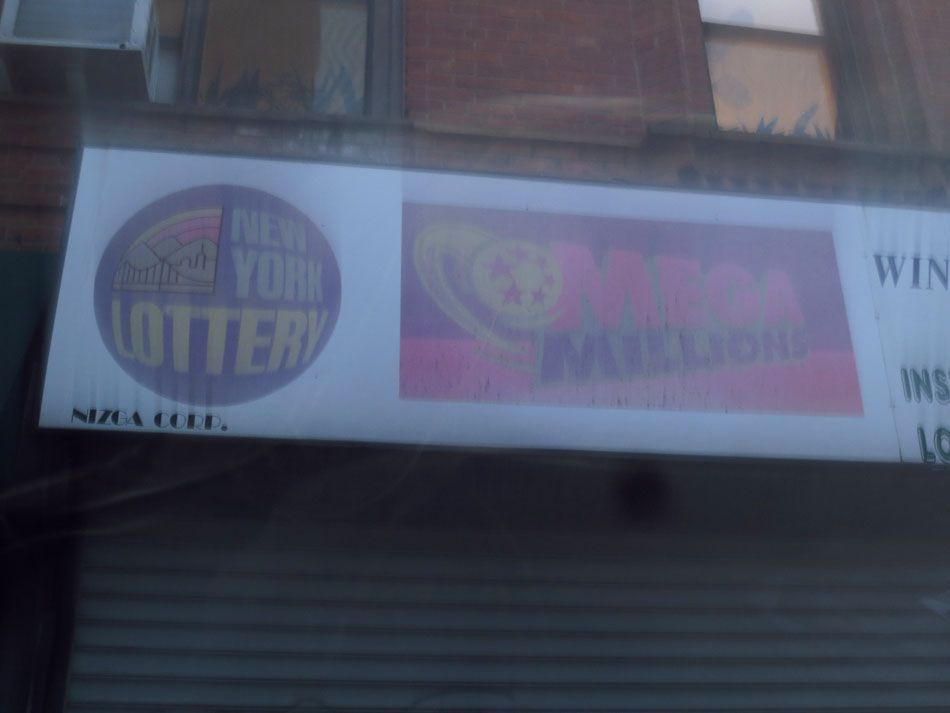 NEW
YORK
LOTTERY
NIZGA CORP.
MEGA
MILLIONS
WIN
INS
LO